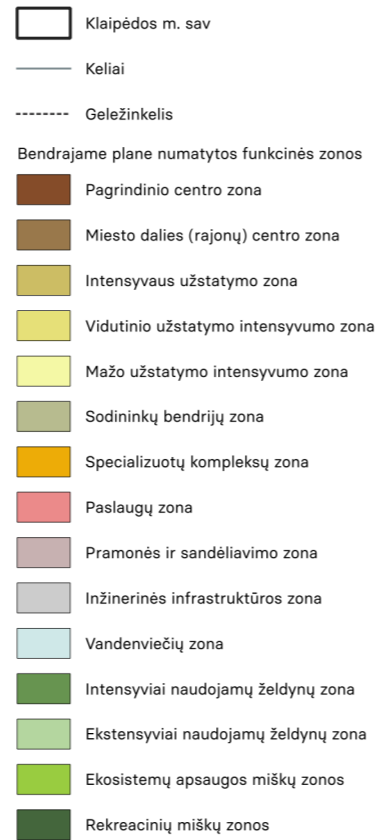 Klaipėdos m. sav
Keliai
Geležinkelis
Bendrajame plane numatytos funkcinės zonos
Pagrindinio centro zona
Miesto dalies (rajonų) centro zona
Intensyvaus užstatymo zona
Vidutinio užstatymo intensyvumo zona
Mažo užstatymo intensyvumo zona
Sodininkų bendrijų zona
Specializuotų kompleksų zona
Paslaugų zona
Pramonės ir sandėliavimo zona
Inžinerinės infrastruktūros zona
Vandenviečių zona
Intensyviai naudojamų želdynų zona
Ekstensyviai naudojamų želdynų zona
Ekosistemų apsaugos miškų zonos
Rekreacinių miškų zonos